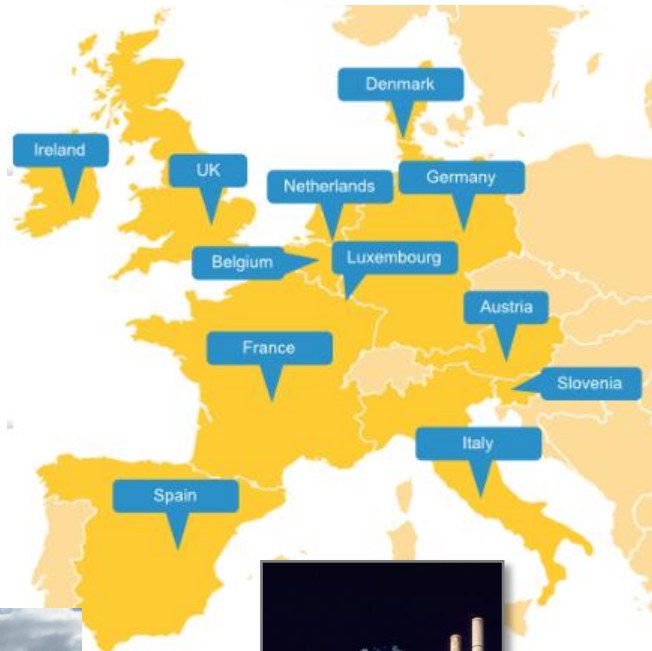 Denmark
Ireland
UK
Netherlands
Germany
Belgium
Luxembourg
Austria
France
Slovenia
Italy
Spain